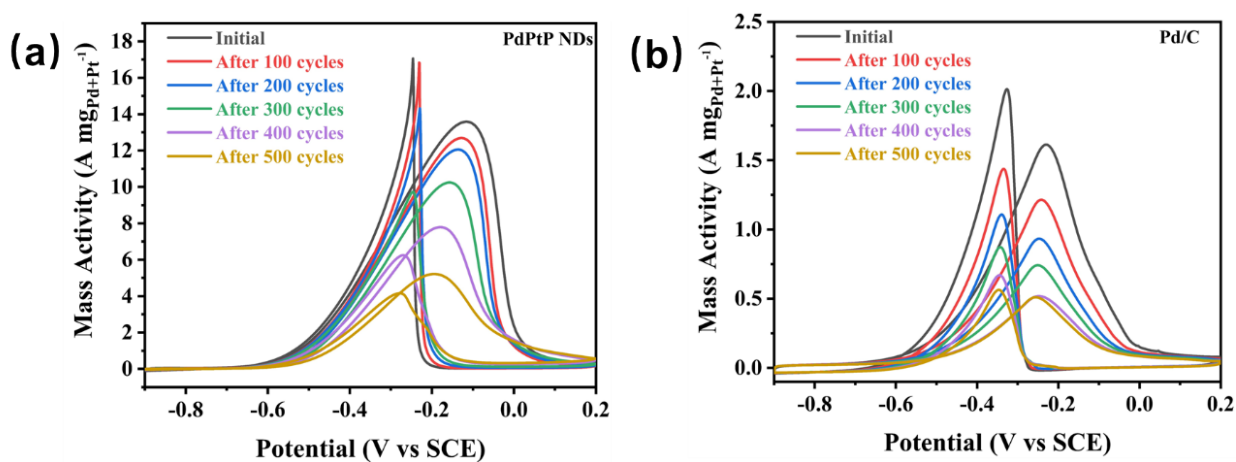 (a)
PdPtP NDs
Initial
After 100 cycles
After 200 cycles
After 300 cycles
After 400 cycles
After 500 cycles
Mass Activity (A mg_{Pd+Pt}^{-1})
18
16
14
12
10
8
6
4
2
0
-0.8
-0.6
-0.4
-0.2
0.0
0.2
Potential (V vs SCE)
(b)
Pd/C
Initial
After 100 cycles
After 200 cycles
After 300 cycles
After 400 cycles
After 500 cycles
Mass Activity (A mg_{Pd+Pt}^{-1})
2.5
2.0
1.5
1.0
0.5
0.0
-0.8
-0.6
-0.4
-0.2
0.0
0.2
Potential (V vs SCE)